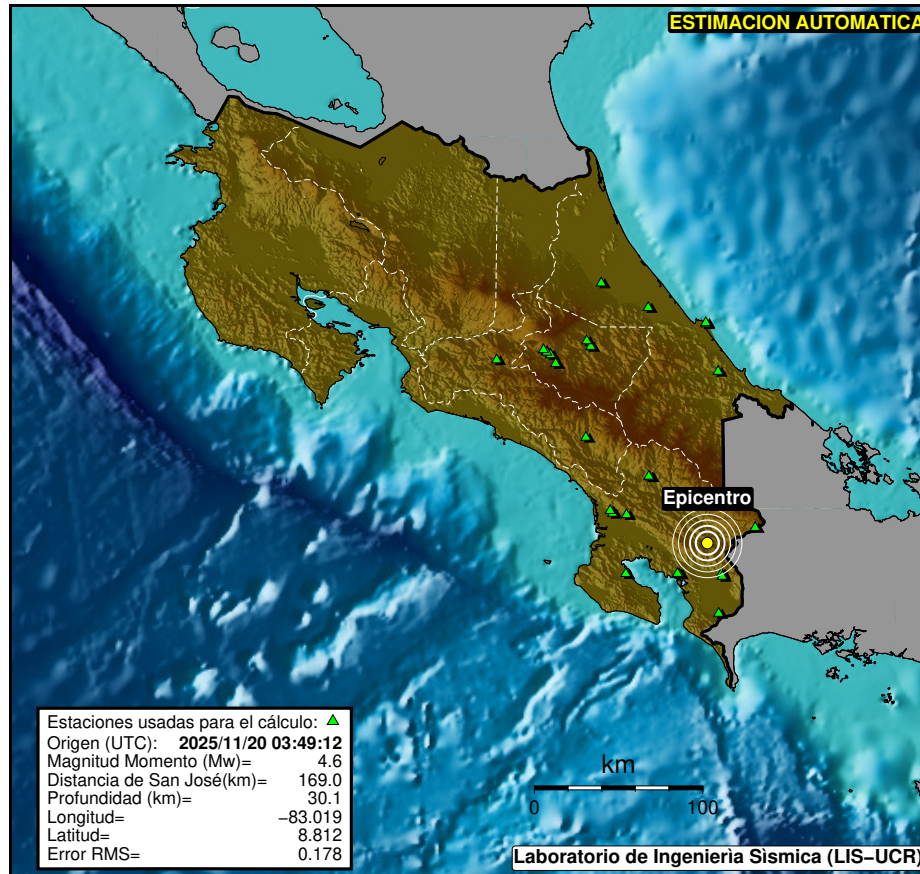 ESTIMACION AUTOMATICA
Epicentro
Estaciones usadas para el cálculo:
Origen (UTC): 2025/11/20 03:49:12
Magnitud Momento (Mw)= 4.6
Distancia de San José(km)= 169.0
Profundidad (km)= 30.1
Longitud= −83.019
Latitud= 8.812
Error RMS= 0.178
km
0 100
Laboratorio de Ingenierìa Sìsmica (LIS−UCR)